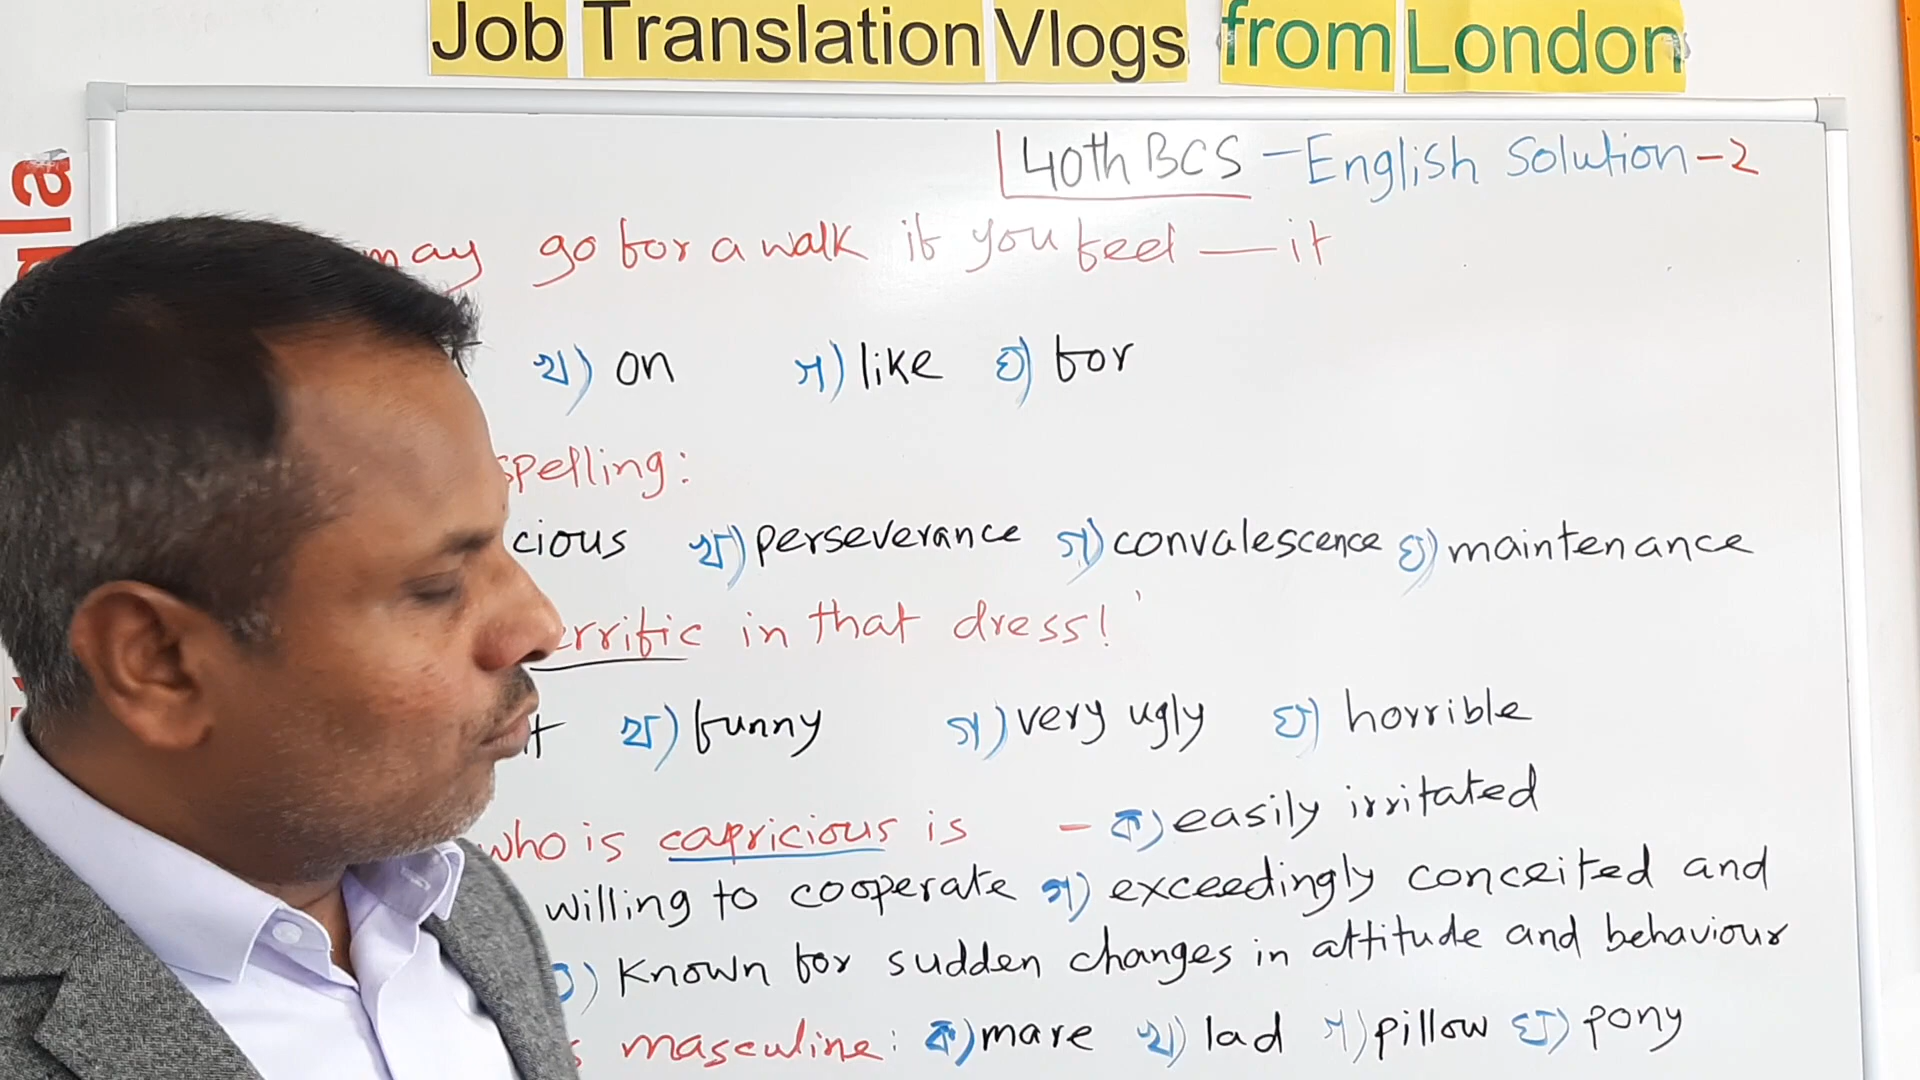 Job Translation Vlogs from London
40th BCS - English Solution - 2
may go for a walk if you feel — it
খ) on গ) like ঘ) for
spelling:
cious খ) perseverance গ) convalescence ঘ) maintenance
errific in that dress!'
t খ) funny গ) very ugly ঘ) horrible
who is capricious is - ক) easily irritated
willing to cooperate গ) exceedingly conceited and
ঘ) known for sudden changes in attitude and behaviour
s masculine: ক) mare খ) lad গ) pillow ঘ) pony